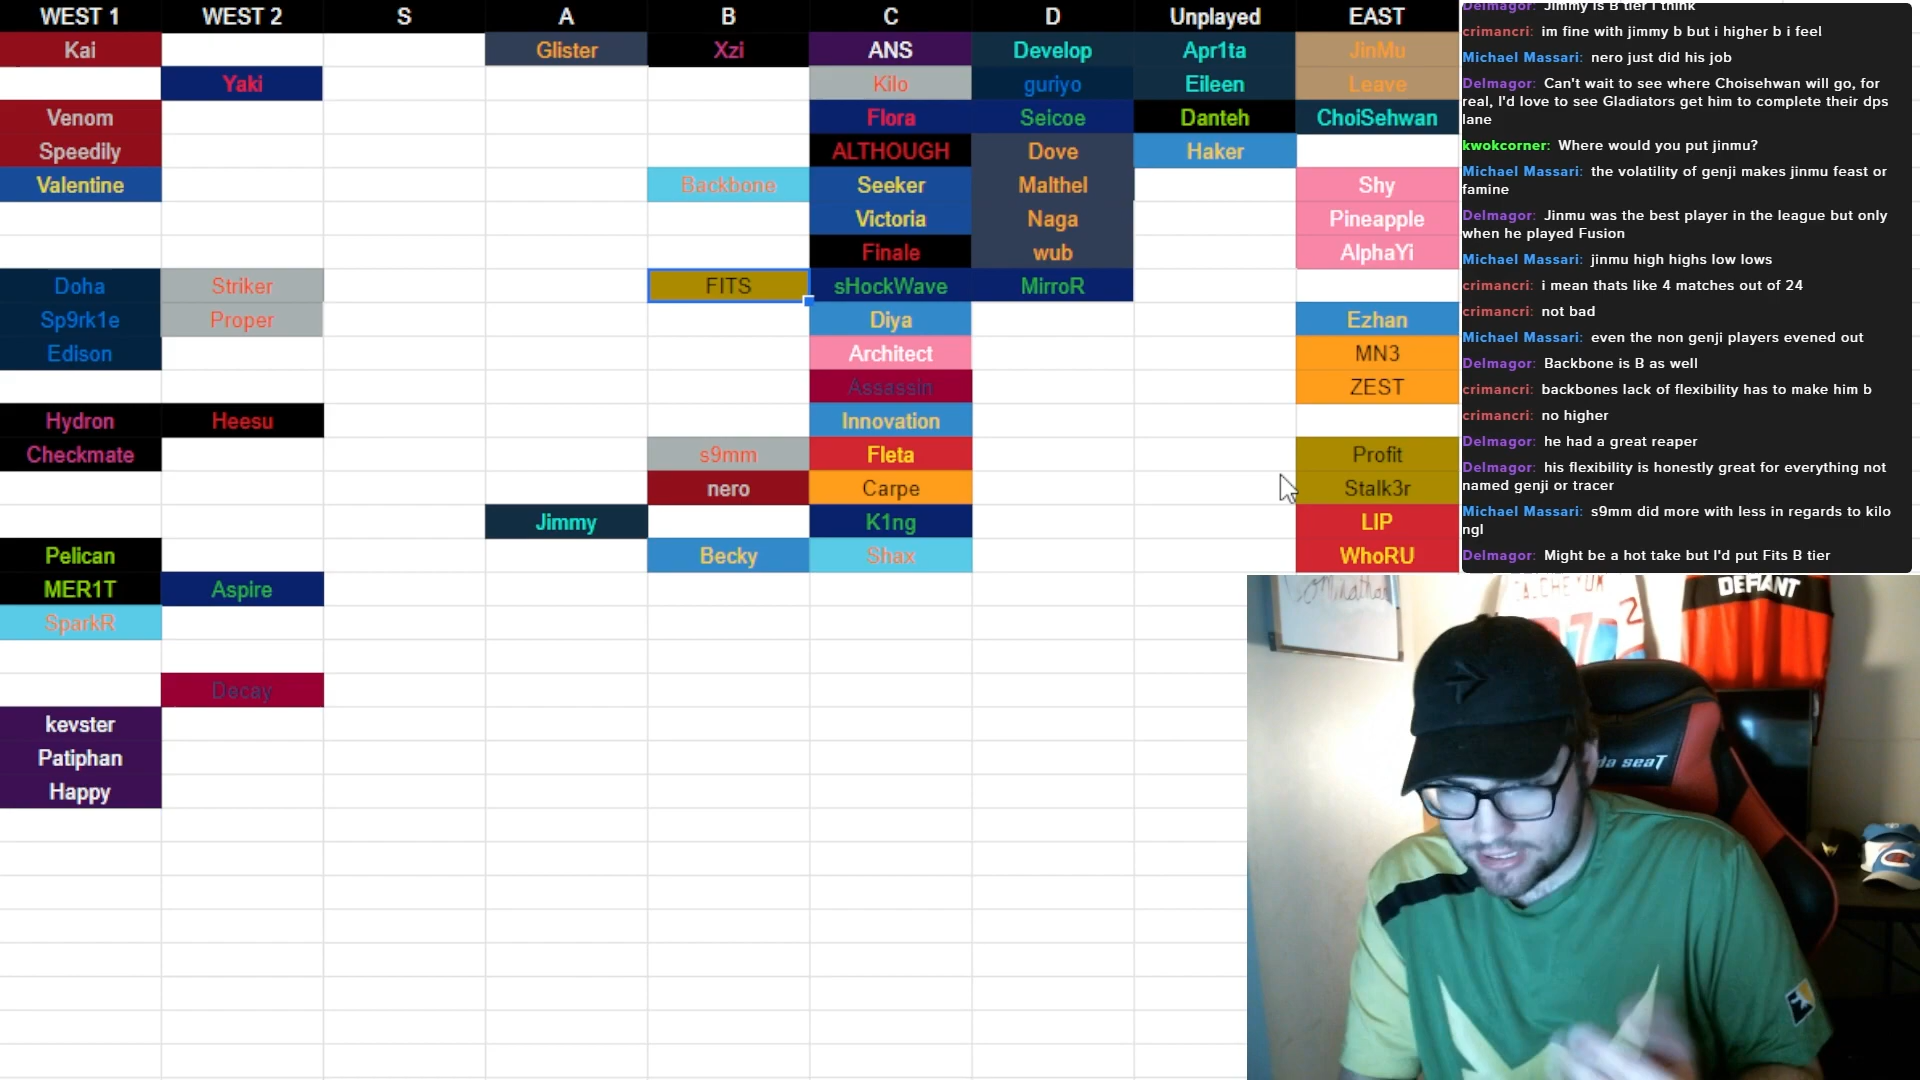 WEST 1 WEST 2 S A B C D Unplayed EAST
Kai Glister Xzi ANS Develop Apr1ta JinMu
Yaki Kilo guriyo Eileen Leave
Venom Flora Seicoe Danteh ChoiSehwan
Speedily ALTHOUGH Dove Haker
Valentine Backbone Seeker Malthel Shy
Victoria Naga Pineapple
Finale wub AlphaYi
Doha Striker FITS sHockWave MirroR
Sp9rk1e Proper Diya Ezhan
Edison Architect MN3
Assassin ZEST
Hydron Heesu Innovation
Checkmate s9mm Fleta Profit
nero Carpe Stalk3r
Jimmy K1ng LIP
Pelican Becky Shax WhoRU
MER1T Aspire
SparkR
Decay
kevster
Patiphan
Happy
Delmagor: Jimmy is B tier I think
crimancri: im fine with jimmy b but i higher b i feel
Michael Massari: nero just did his job
Delmagor: Can't wait to see where Choisehwan will go, for
real, I'd love to see Gladiators get him to complete their dps
lane
kwokcorner: Where would you put jinmu?
Michael Massari: the volatility of genji makes jinmu feast or
famine
Delmagor: Jinmu was the best player in the league but only
when he played Fusion
Michael Massari: jinmu high highs low lows
crimancri: i mean thats like 4 matches out of 24
crimancri: not bad
Michael Massari: even the non genji players evened out
Delmagor: Backbone is B as well
crimancri: backbones lack of flexibility has to make him b
crimancri: no higher
Delmagor: he had a great reaper
Delmagor: his flexibility is honestly great for everything not
named genji or tracer
Michael Massari: s9mm did more with less in regards to kilo
ngl
Delmagor: Might be a hot take but I'd put Fits B tier
DEFIANT
da seaT